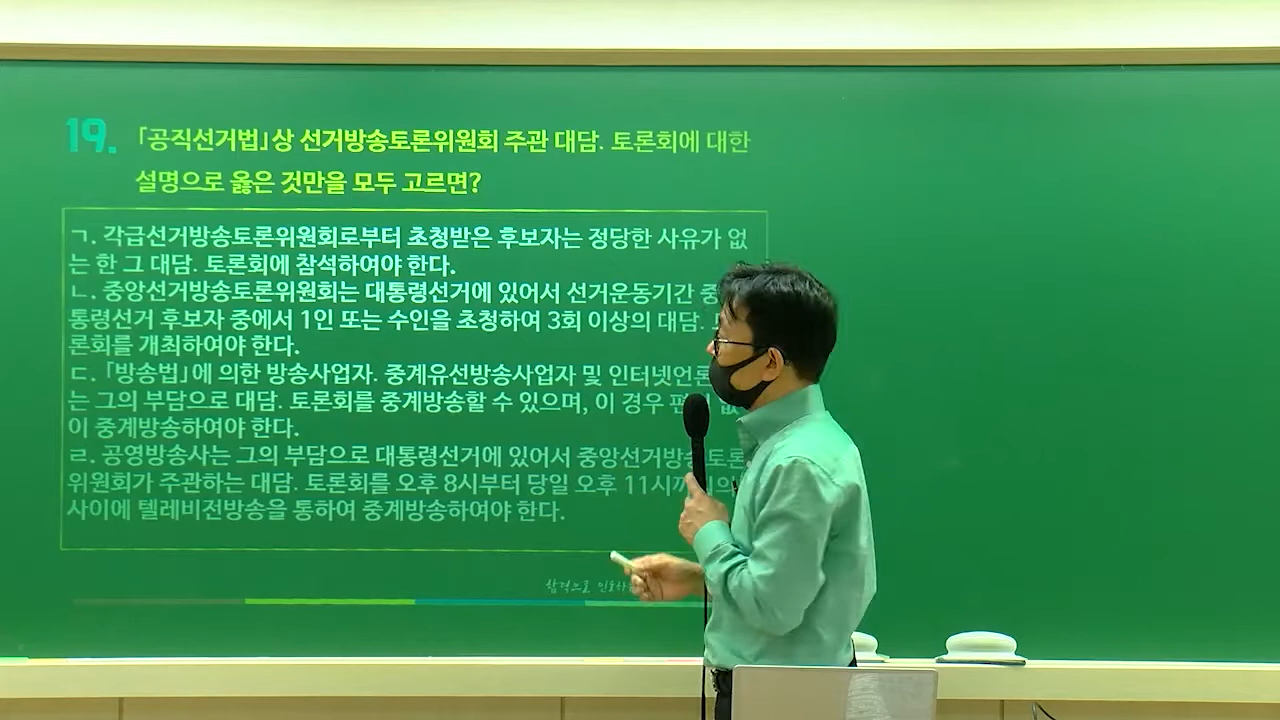 19. 「공직선거법」상 선거방송토론위원회 주관 대담. 토론회에 대한
설명으로 옳은 것만을 모두 고르면?
ㄱ. 각급선거방송토론위원회로부터 초청받은 후보자는 정당한 사유가 없
는 한 그 대담. 토론회에 참석하여야 한다.
ㄴ. 중앙선거방송토론위원회는 대통령선거에 있어서 선거운동기간
통령선거 후보자 중에서 1인 또는 수인을 초청하여 3회 이상의 대담.
론회를 개최하여야 한다.
ㄷ. 「방송법」에 의한 방송사업자. 중계유선방송사업자 및 인터넷언론
는 그의 부담으로 대담. 토론회를 중계방송할 수 있으며, 이 경우
이 중계방송하여야 한다.
ㄹ. 공영방송사는 그의 부담으로 대통령선거에 있어서 중앙선거방송토론
위원회가 주관하는 대담. 토론회를 오후 8시부터 당일 오후 11시까지의
사이에 텔레비전방송을 통하여 중계방송하여야 한다.
합격으로